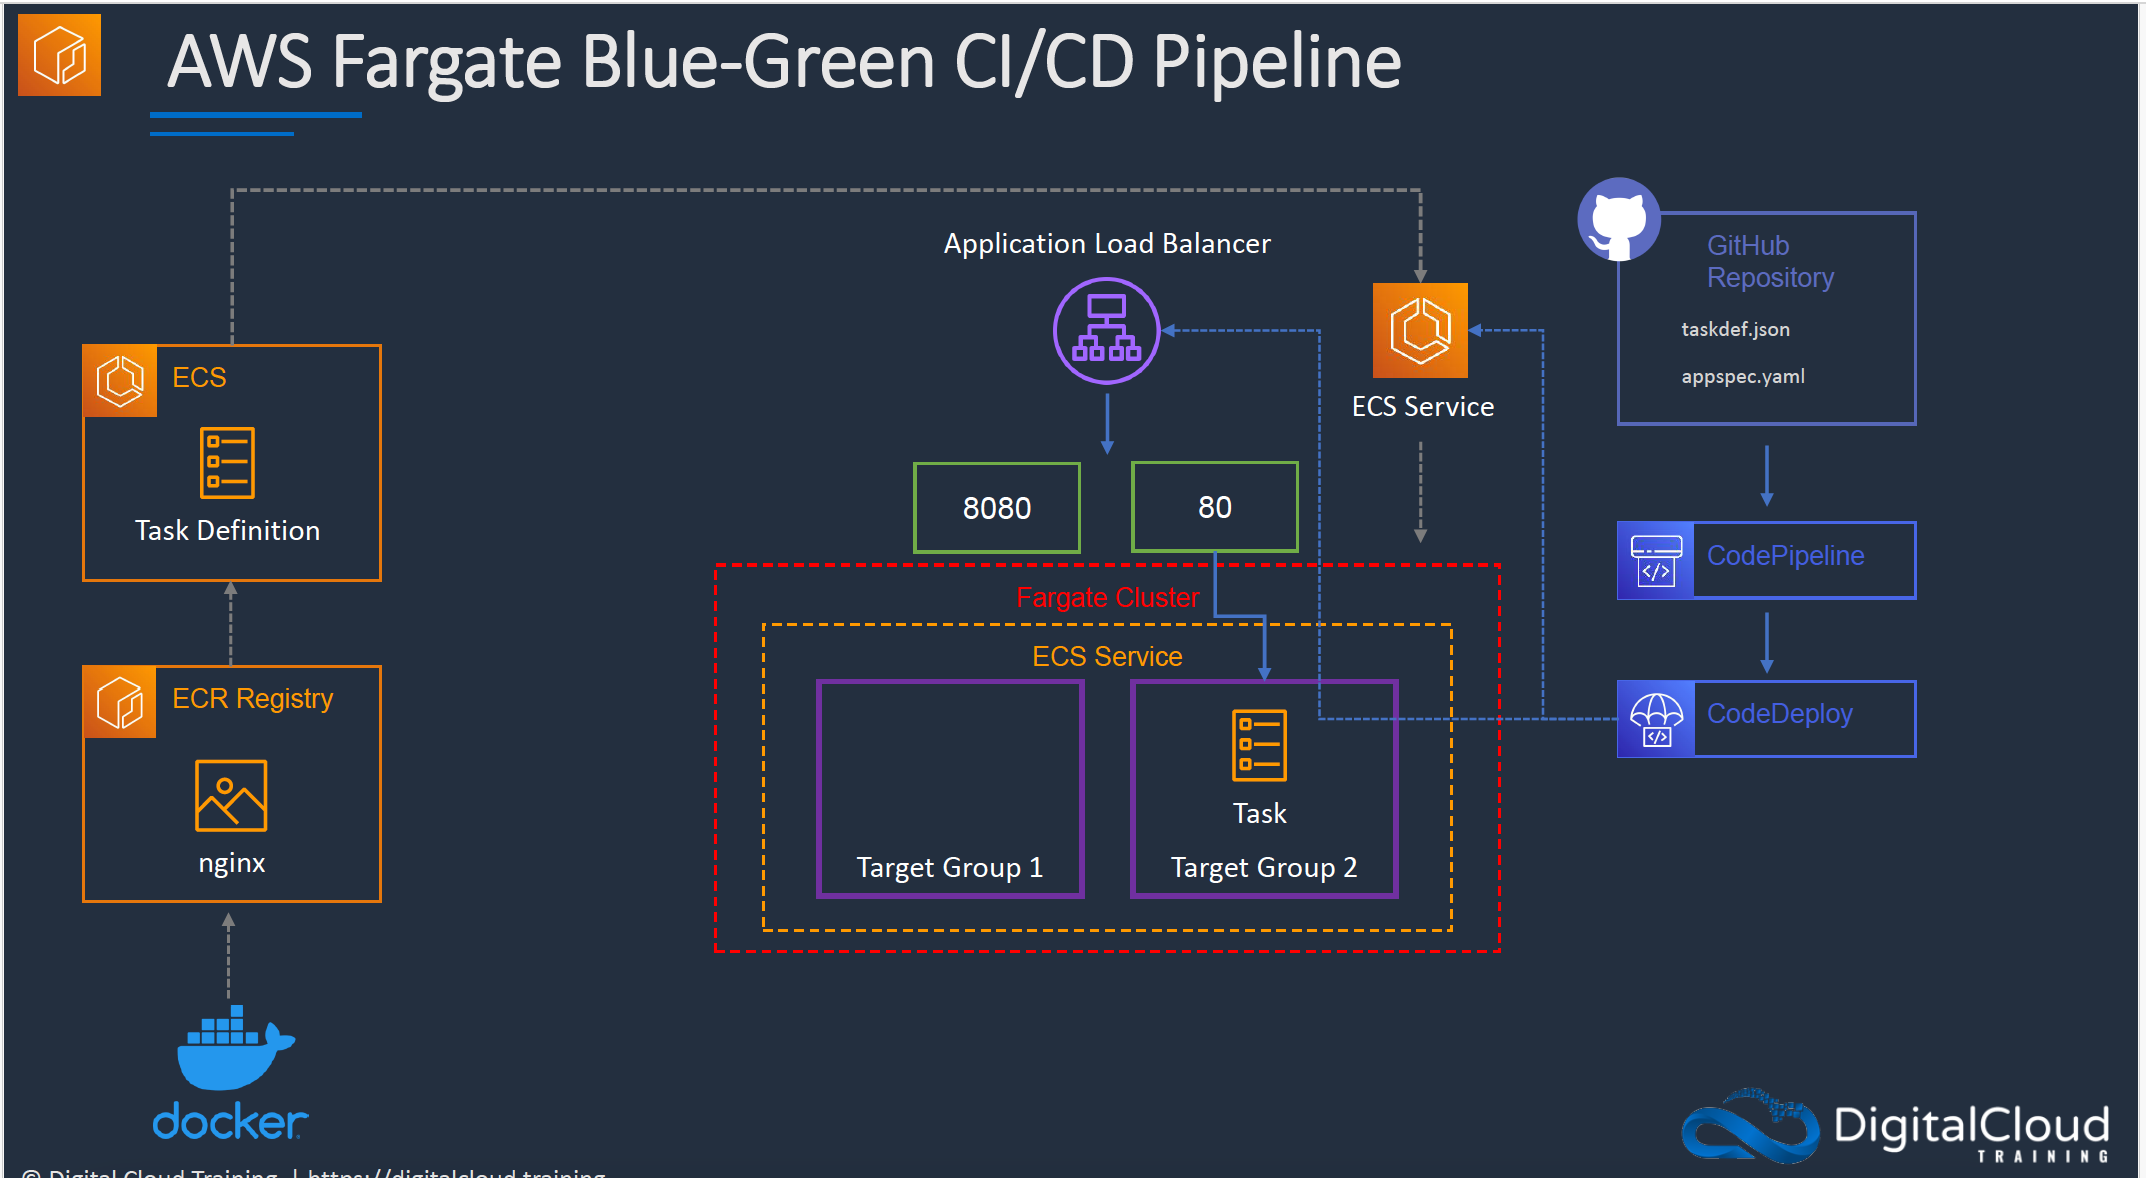 AWS Fargate Blue-Green CI/CD Pipeline
Application Load Balancer
GitHub
Repository
taskdef.json
appspec.yaml
ECS
Task Definition
ECS Service
8080
80
CodePipeline
Fargate Cluster
ECS Service
ECR Registry
nginx
CodeDeploy
Task
Target Group 1
Target Group 2
docker
DigitalCloud
TRAINING
© Digital Cloud Training | https://digitalcloud.training